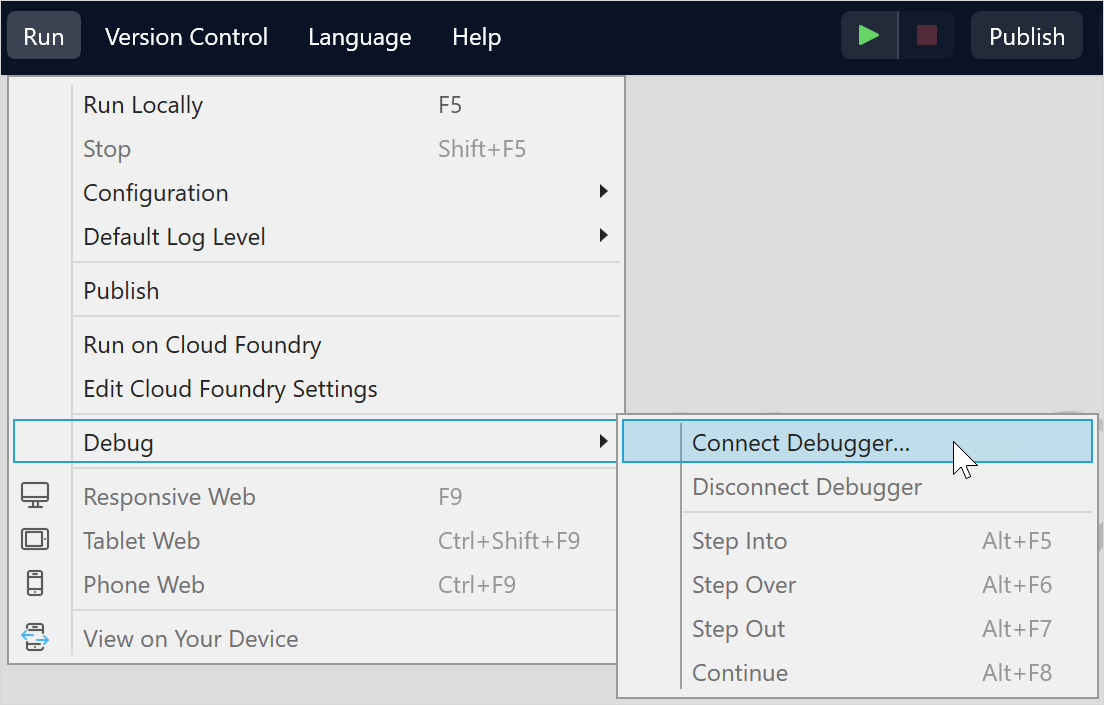 Run Version Control Language Help Publish
Run Locally F5
Stop Shift+F5
Configuration
Default Log Level
Publish
Run on Cloud Foundry
Edit Cloud Foundry Settings
Debug
Responsive Web F9
Tablet Web Ctrl+Shift+F9
Phone Web Ctrl+F9
View on Your Device
Connect Debugger...
Disconnect Debugger
Step Into Alt+F5
Step Over Alt+F6
Step Out Alt+F7
Continue Alt+F8